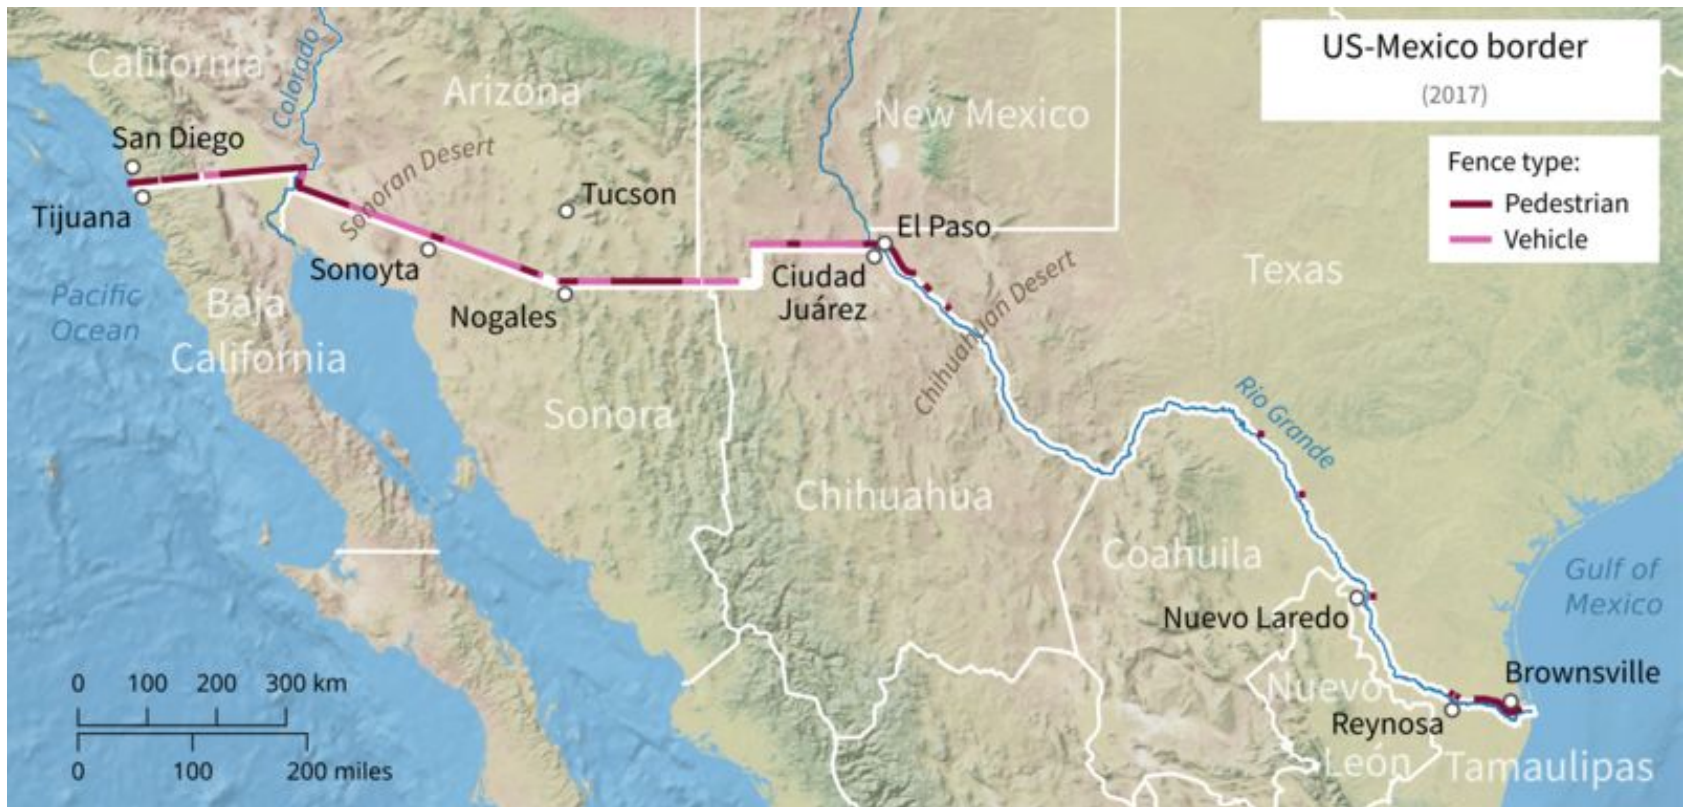 US-Mexico border
(2017)
Fence type:
Pedestrian
Vehicle
California
Colorado
Arizona
New Mexico
San Diego
Sonoran Desert
Tucson
Tijuana
El Paso
Sonoyta
Ciudad
Juárez
Texas
Pacific
Ocean
Baja
California
Nogales
Chihuahuan Desert
Sonora
Rio Grande
Chihuahua
Coahuila
Gulf of
Mexico
Nuevo Laredo
Brownsville
Nuevo
León
Reynosa
Tamaulipas
0 100 200 300 km
0 100 200 miles